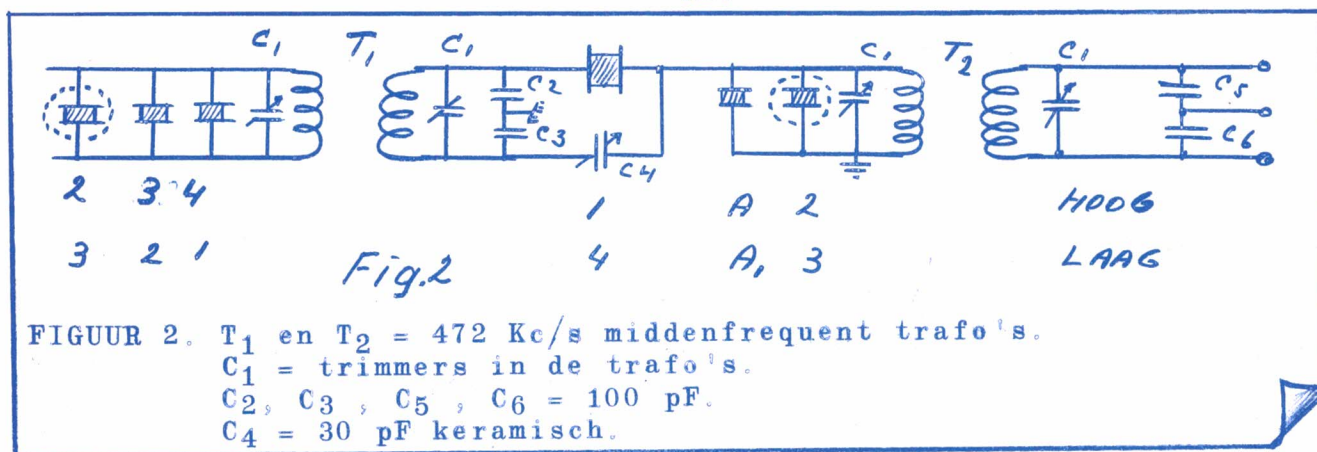 C₁ T₁ C₁ C2 C3 C4 C₁ T₂ C₁ C5 C6
2 3 4 1 A 2 HOOG
3 2 1 4 A₁ 3 LAAG
Fig.2
FIGUUR 2. T₁ en T₂ = 472 Kc/s middenfrequent trafo's.
C₁ = trimmers in de trafo's.
C₂, C₃ , C₅ , C₆ = 100 pF.
C₄ = 30 pF keramisch.